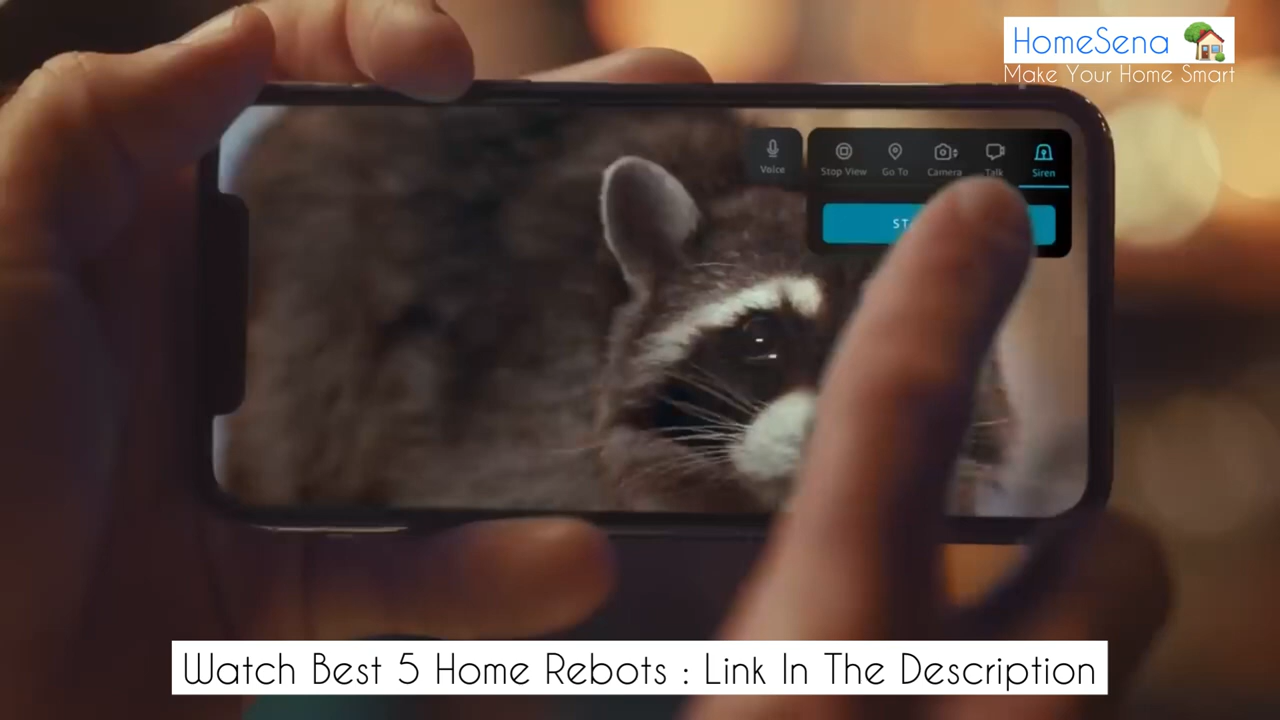 HomeSena
Make Your Home Smart
Voice
Stop View
Go To
Camera
Talk
Siren
Watch Best 5 Home Rebots : Link In The Description